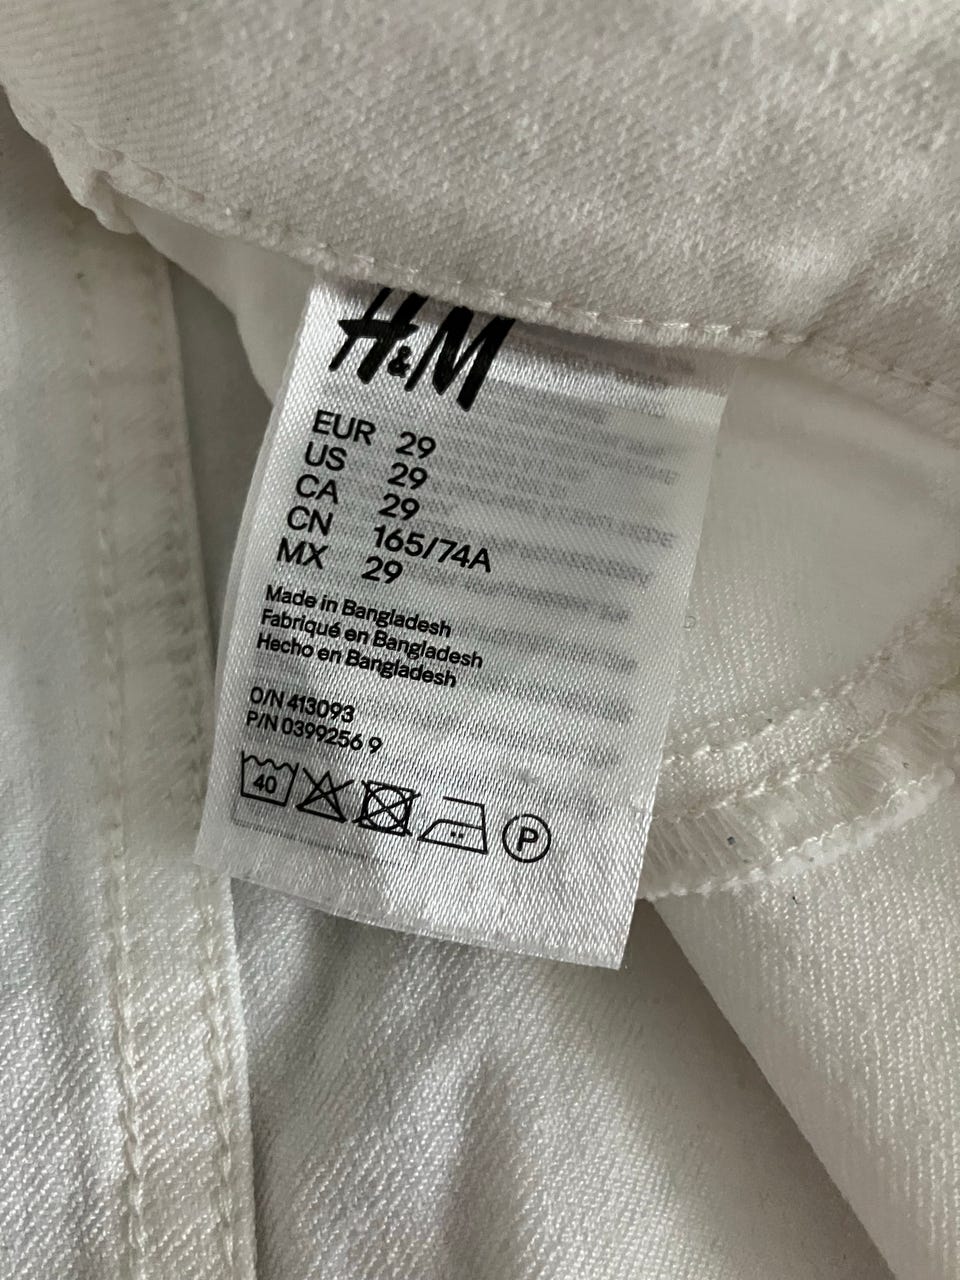 H&M
EUR 29
US 29
CA 29
CN 165/74A
MX 29
Made in Bangladesh
Fabriqué en Bangladesh
Hecho en Bangladesh
O/N 413093
P/N 0399256 9
40
P